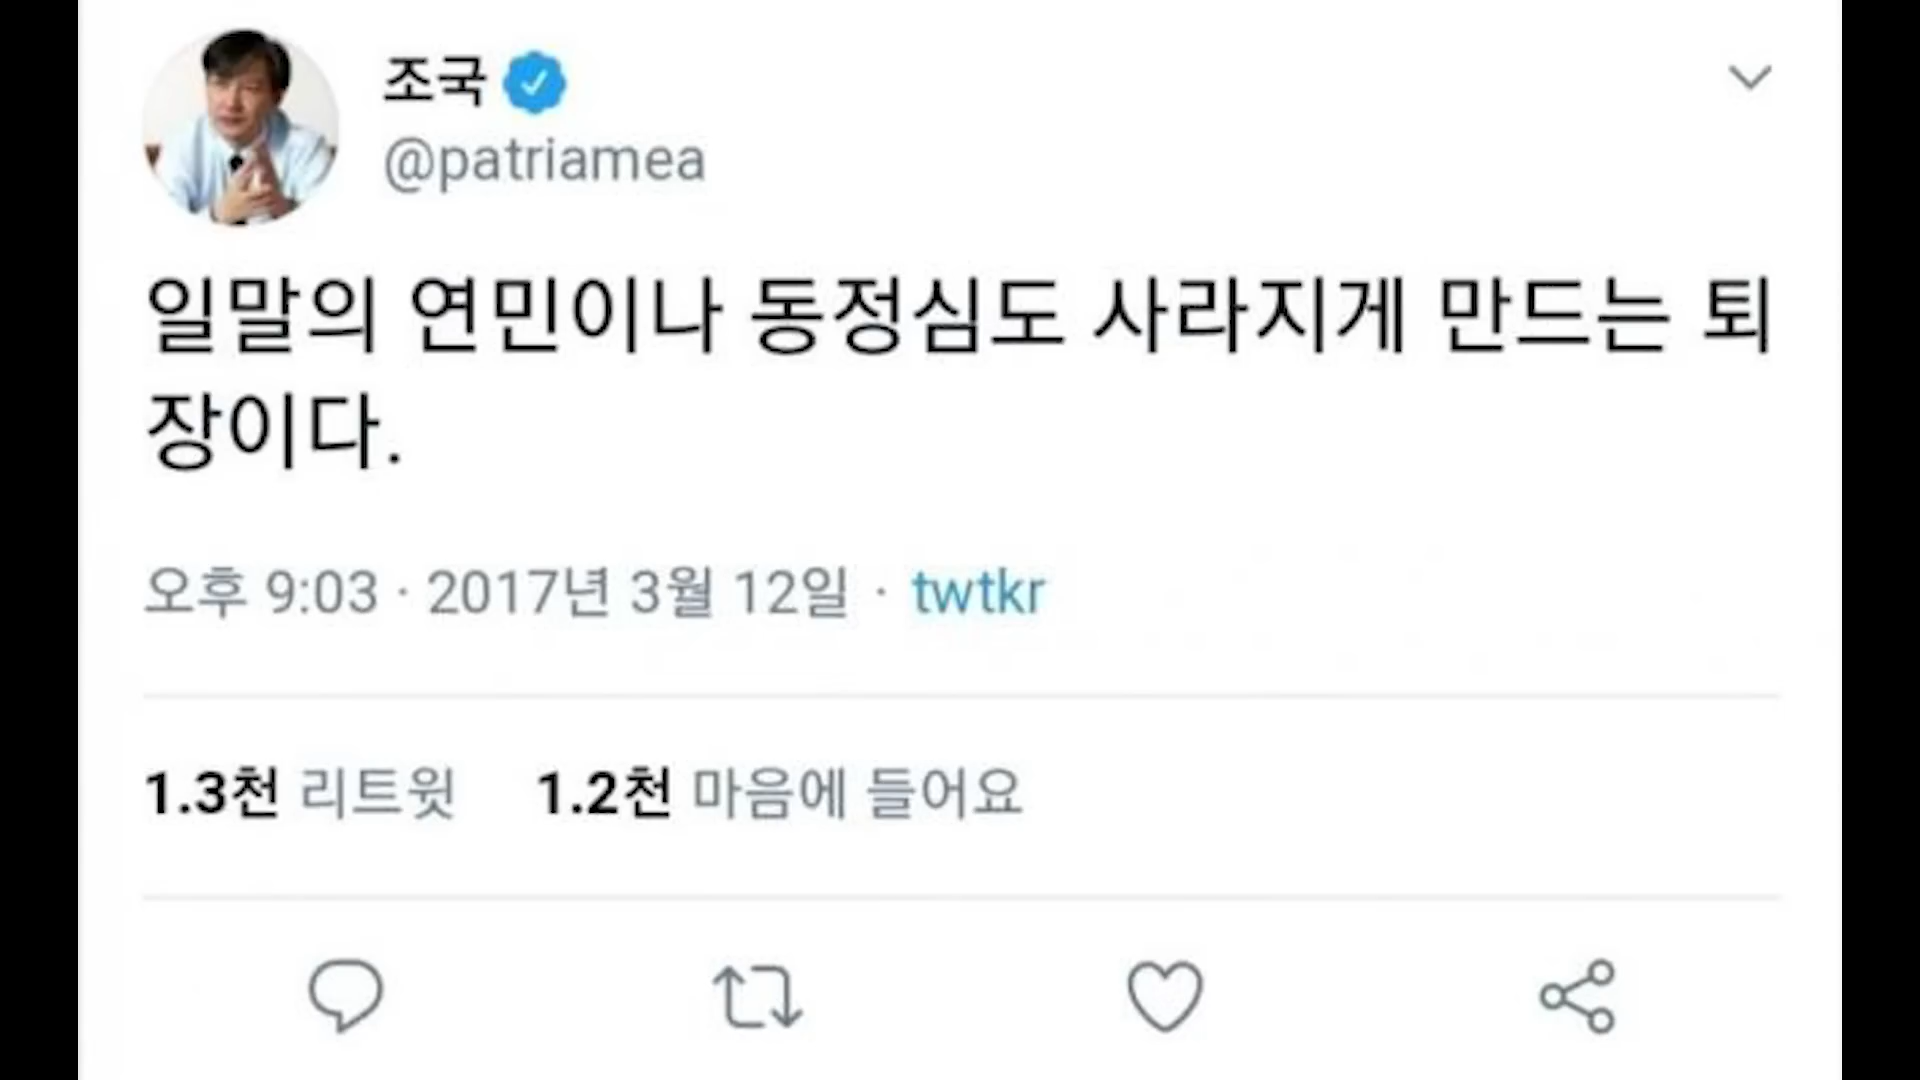 조국
@patriamea
일말의 연민이나 동정심도 사라지게 만드는 퇴
장이다.
오후 9:03 · 2017년 3월 12일 · twtkr
1.3천 리트윗 1.2천 마음에 들어요